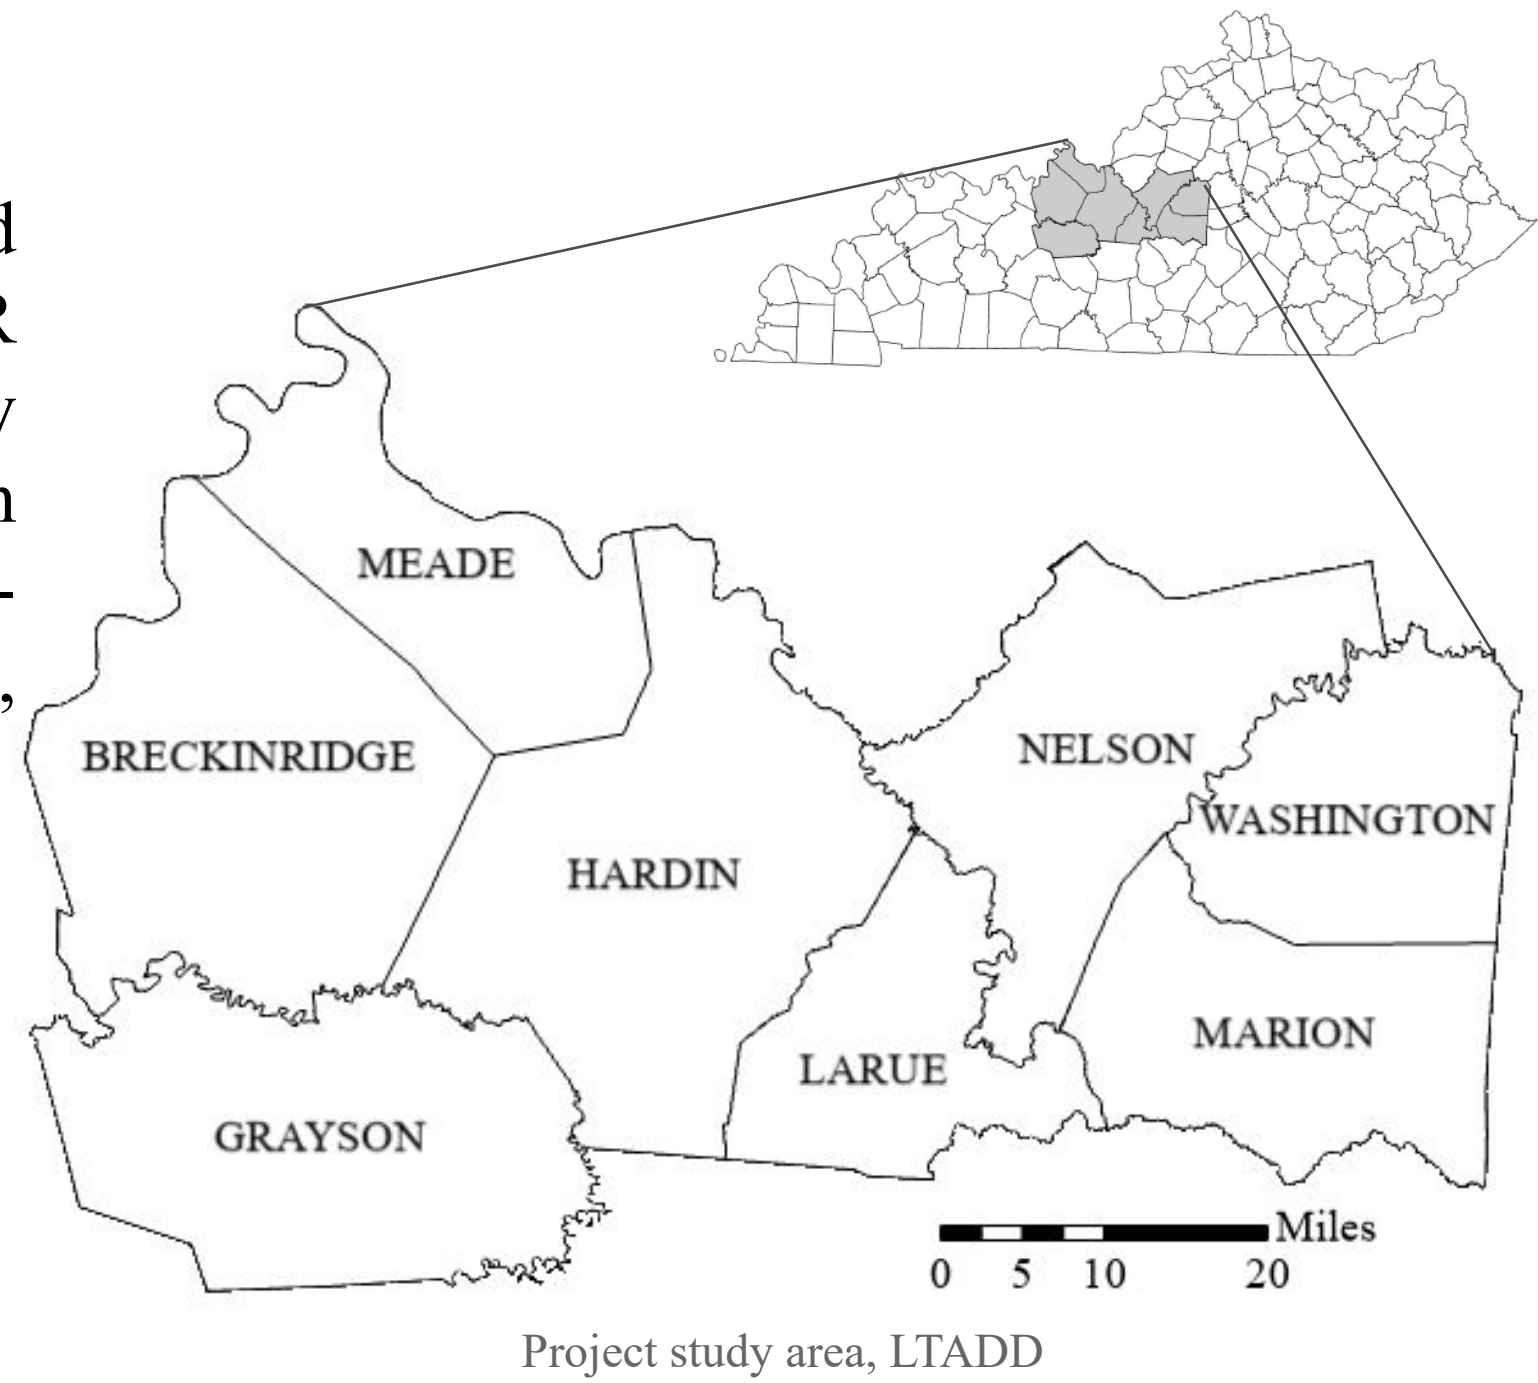 d
R
y
n
-
,
MEADE
BRECKINRIDGE
NELSON
WASHINGTON
HARDIN
MARION
LARUE
GRAYSON
Miles
0 5 10 20
Project study area, LTADD